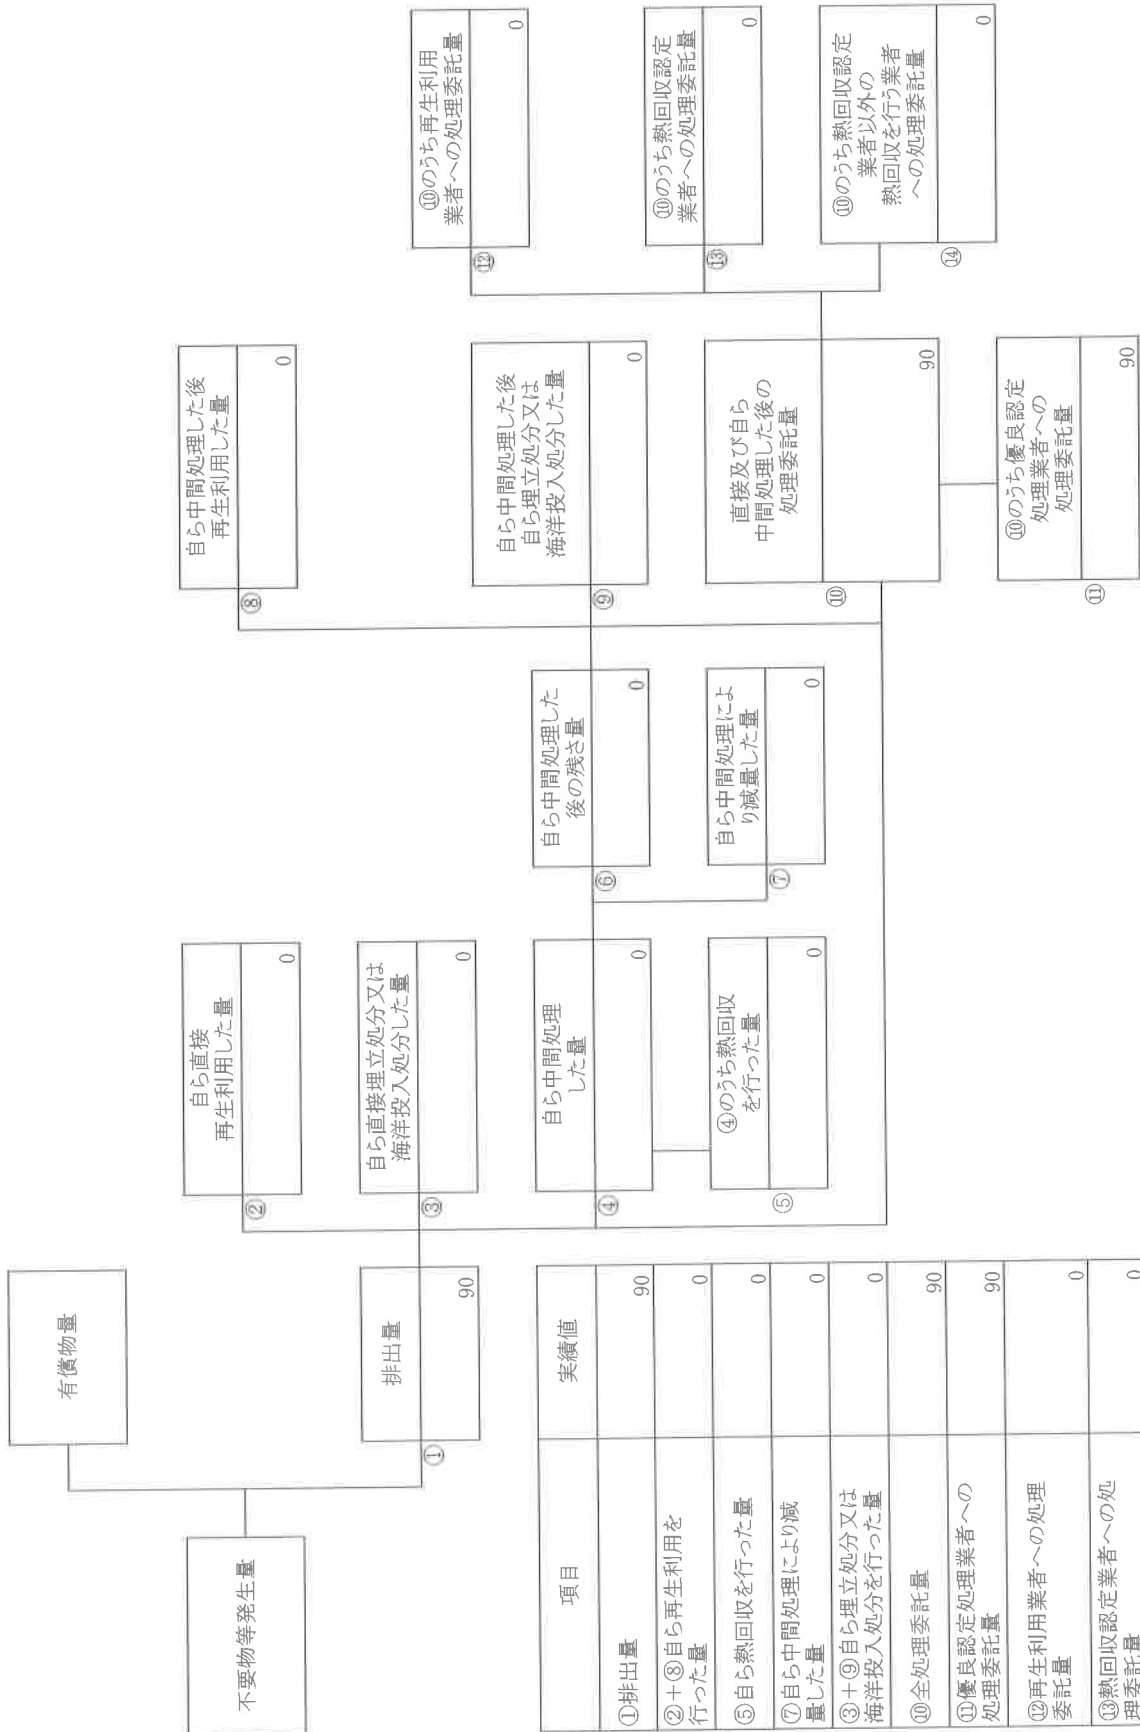 不要物等発生量
有償物量
①
排出量
90
②
自ら直接
再生利用した量
0
③
自ら直接埋立処分又は
海洋投入処分した量
0
④
自ら中間処理
した量
0
⑤
④のうち熱回収
を行った量
0
⑥
自ら中間処理した
後の残さ量
0
⑦
自ら中間処理によ
り減量した量
0
⑧
自ら中間処理した後
再生利用した量
0
⑨
自ら中間処理した後
自ら埋立処分又は
海洋投入処分した量
0
⑩
直接及び自ら
中間処理した後の
処理委託量
90
⑪
⑩のうち優良認定
処理業者への
処理委託量
90
⑫
⑩のうち再生利用
業者への処理委託量
0
⑬
⑩のうち熱回収認定
業者への処理委託量
0
⑭
⑩のうち熱回収認定
業者以外の
熱回収を行う業者
への処理委託量
0
項目 実績値
①排出量 90
②+⑧自ら再生利用を
行った量 0
⑤自ら熱回収を行った量 0
⑦自ら中間処理により減
量した量 0
③+⑨自ら埋立処分又は
海洋投入処分を行った量 0
⑩全処理委託量 90
⑪優良認定処理業者への
処理委託量 90
⑫再生利用業者への処理
委託量 0
⑬熱回収認定業者への処
理委託量 0